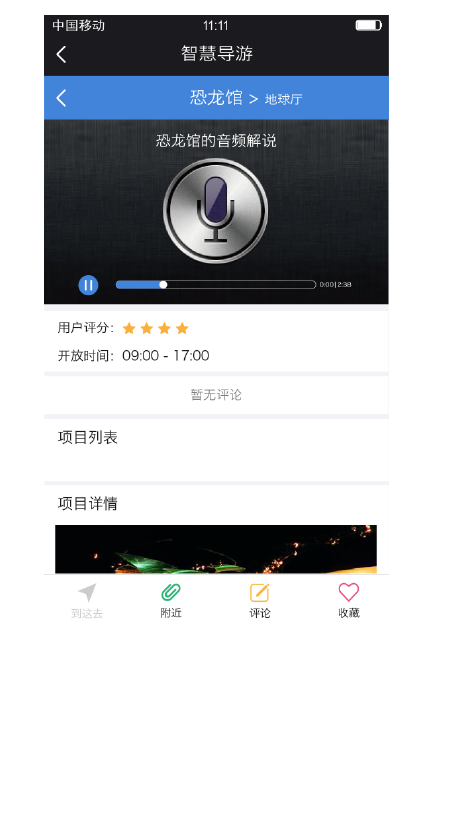 中国移动 11:11
智慧导游
恐龙馆 > 地球厅
恐龙馆的音频解说
0:00|2:38
用户评分：
开放时间：09:00 - 17:00
暂无评论
项目列表
项目详情
到这去 附近 评论 收藏